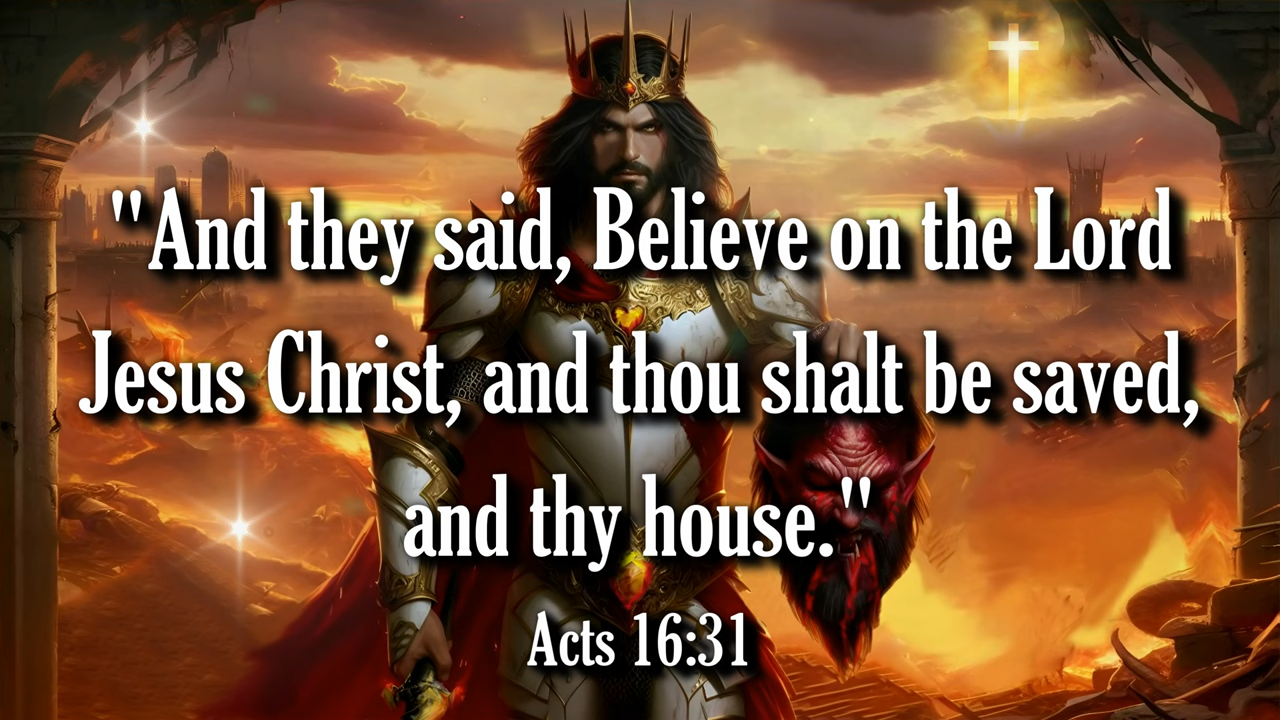 "And they said, Believe on the Lord
Jesus Christ, and thou shalt be saved,
and thy house."
Acts 16:31